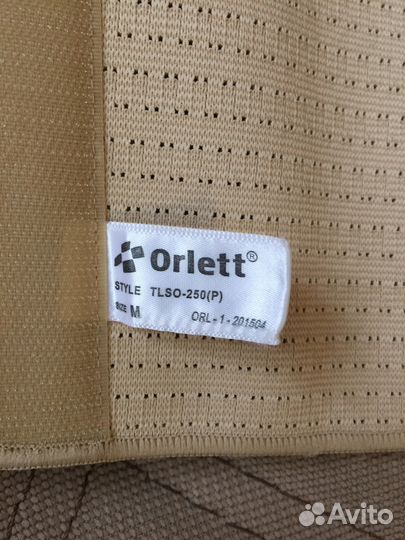 Orlett®
STYLE TLSO-250(P)
SIZE M
ORL-1-201504
Avito